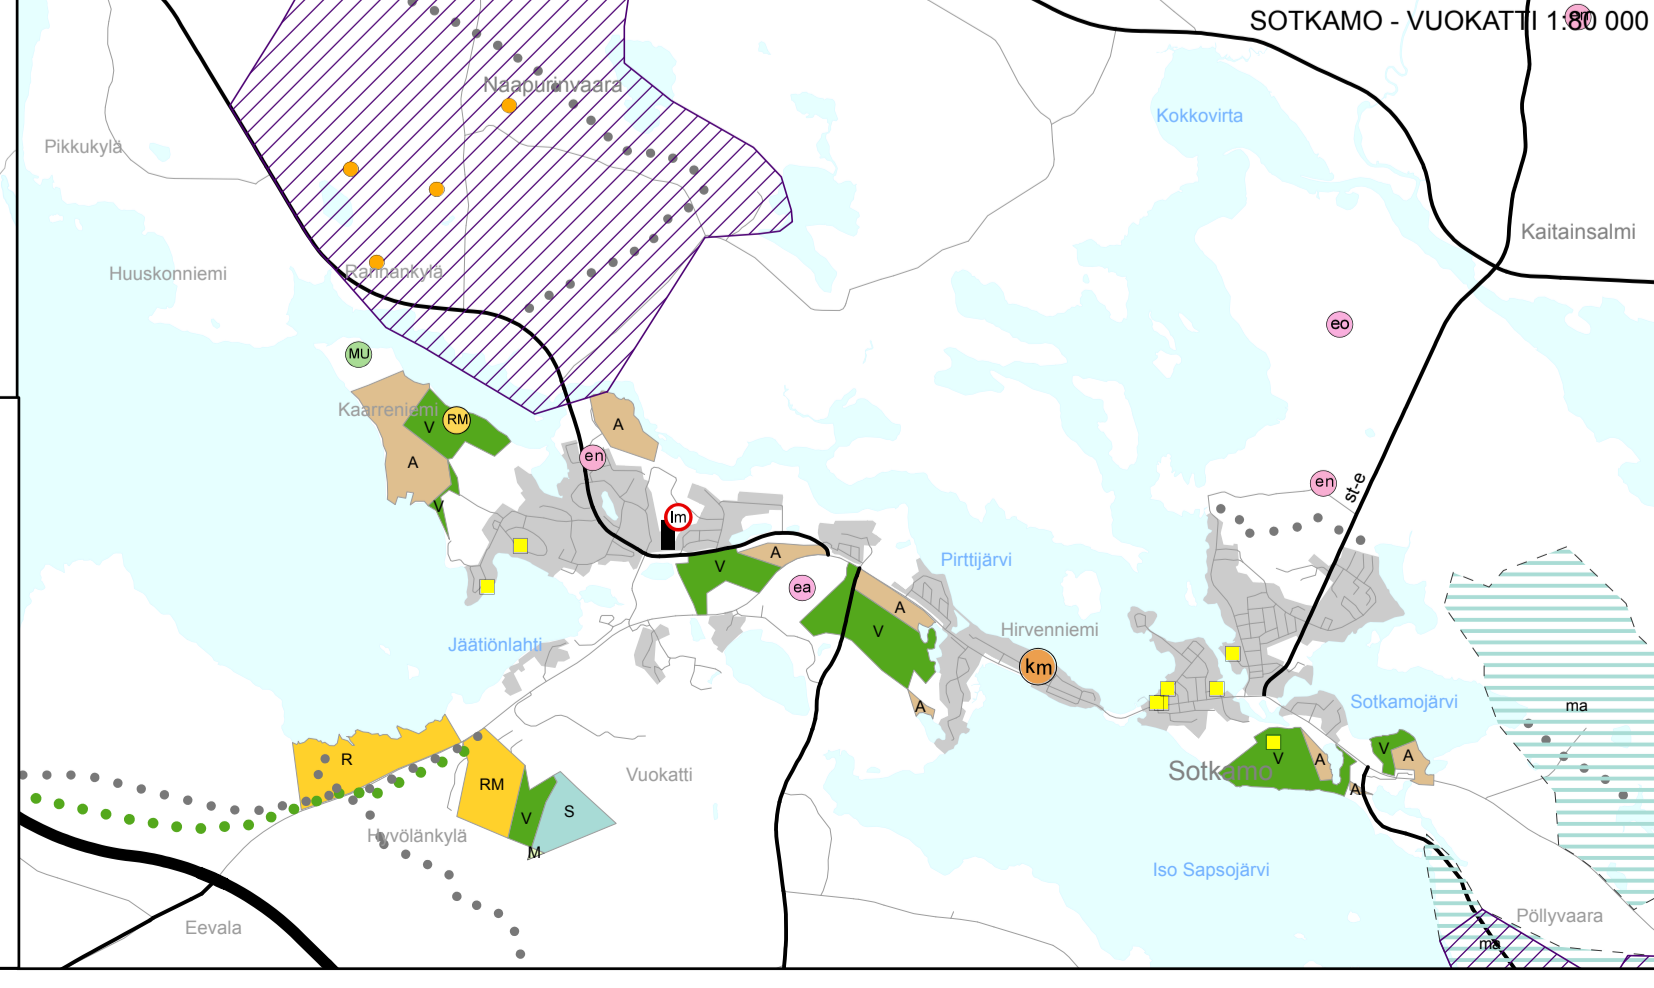 SOTKAMO - VUOKATTI 1:80 000
en
Naapurinvaara
Kokkovirta
Pikkukylä
Kaitainsalmi
Huuskonniemi
Rannankylä
eo
MU
Kaarreniemi
RM
V
A
A
en
A
V
en
st-e
lm
A
V
ea
Pirttijärvi
A
V
Hirvenniemi
km
Jäätiönlahti
A
Sotkamojärvi
ma
R
V
A
V
A
Sotkamo
A
RM
Vuokatti
V
S
M
Hyvölänkylä
Iso Sapsojärvi
Eevala
Pöllyvaara
ma